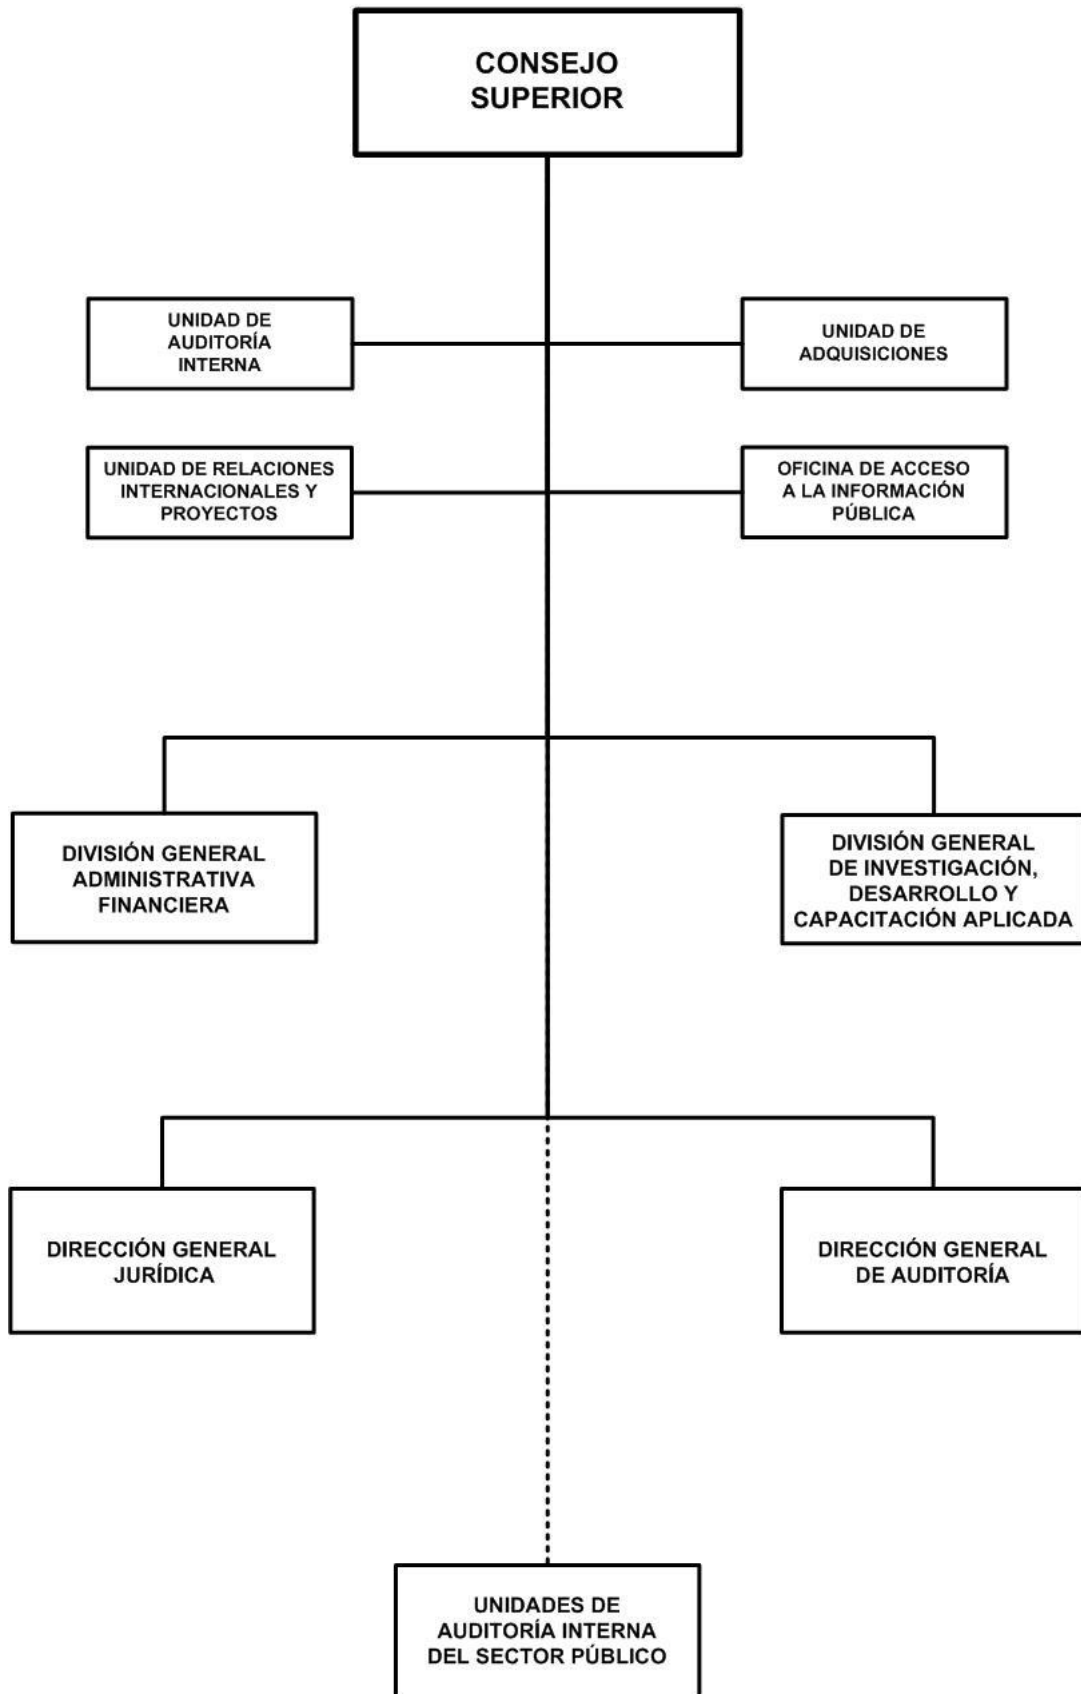 CONSEJO
SUPERIOR
UNIDAD DE
AUDITORÍA
INTERNA
UNIDAD DE
ADQUISICIONES
UNIDAD DE RELACIONES
INTERNACIONALES Y
PROYECTOS
OFICINA DE ACCESO
A LA INFORMACIÓN
PÚBLICA
DIVISIÓN GENERAL
ADMINISTRATIVA
FINANCIERA
DIVISIÓN GENERAL
DE INVESTIGACIÓN,
DESARROLLO Y
CAPACITACIÓN APLICADA
DIRECCIÓN GENERAL
JURÍDICA
DIRECCIÓN GENERAL
DE AUDITORÍA
UNIDADES DE
AUDITORÍA INTERNA
DEL SECTOR PÚBLICO